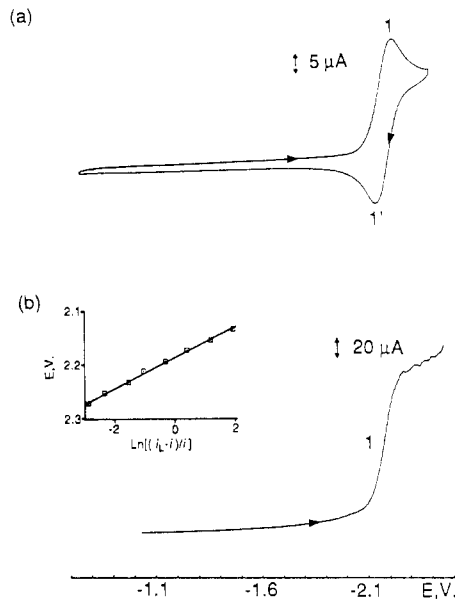 (a)
1
5 μA
1'
(b)
2.1
2.2
2.3
E,V.
-2
0
2
Ln[(iL-i)/i]
20 μA
1
-1.1
-1.6
-2.1
E,V.